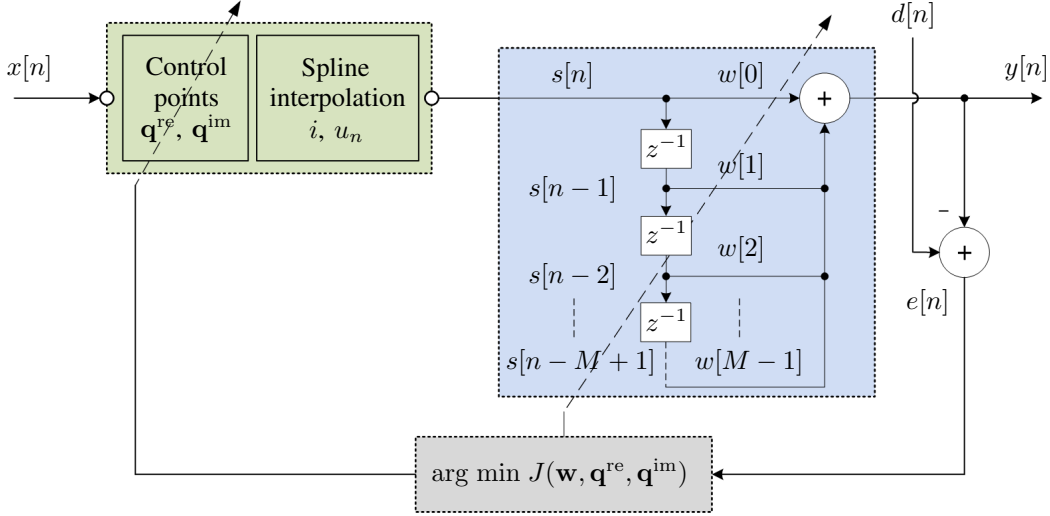 d[n]
x[n]
Control
points
q^re, q^im
Spline
interpolation
i, u_n
s[n]
w[0]
+
y[n]
z^−1
w[1]
s[n − 1]
z^−1
w[2]
s[n − 2]
z^−1
s[n − M + 1]
w[M − 1]
−
+
e[n]
arg min J(w, q^re, q^im)